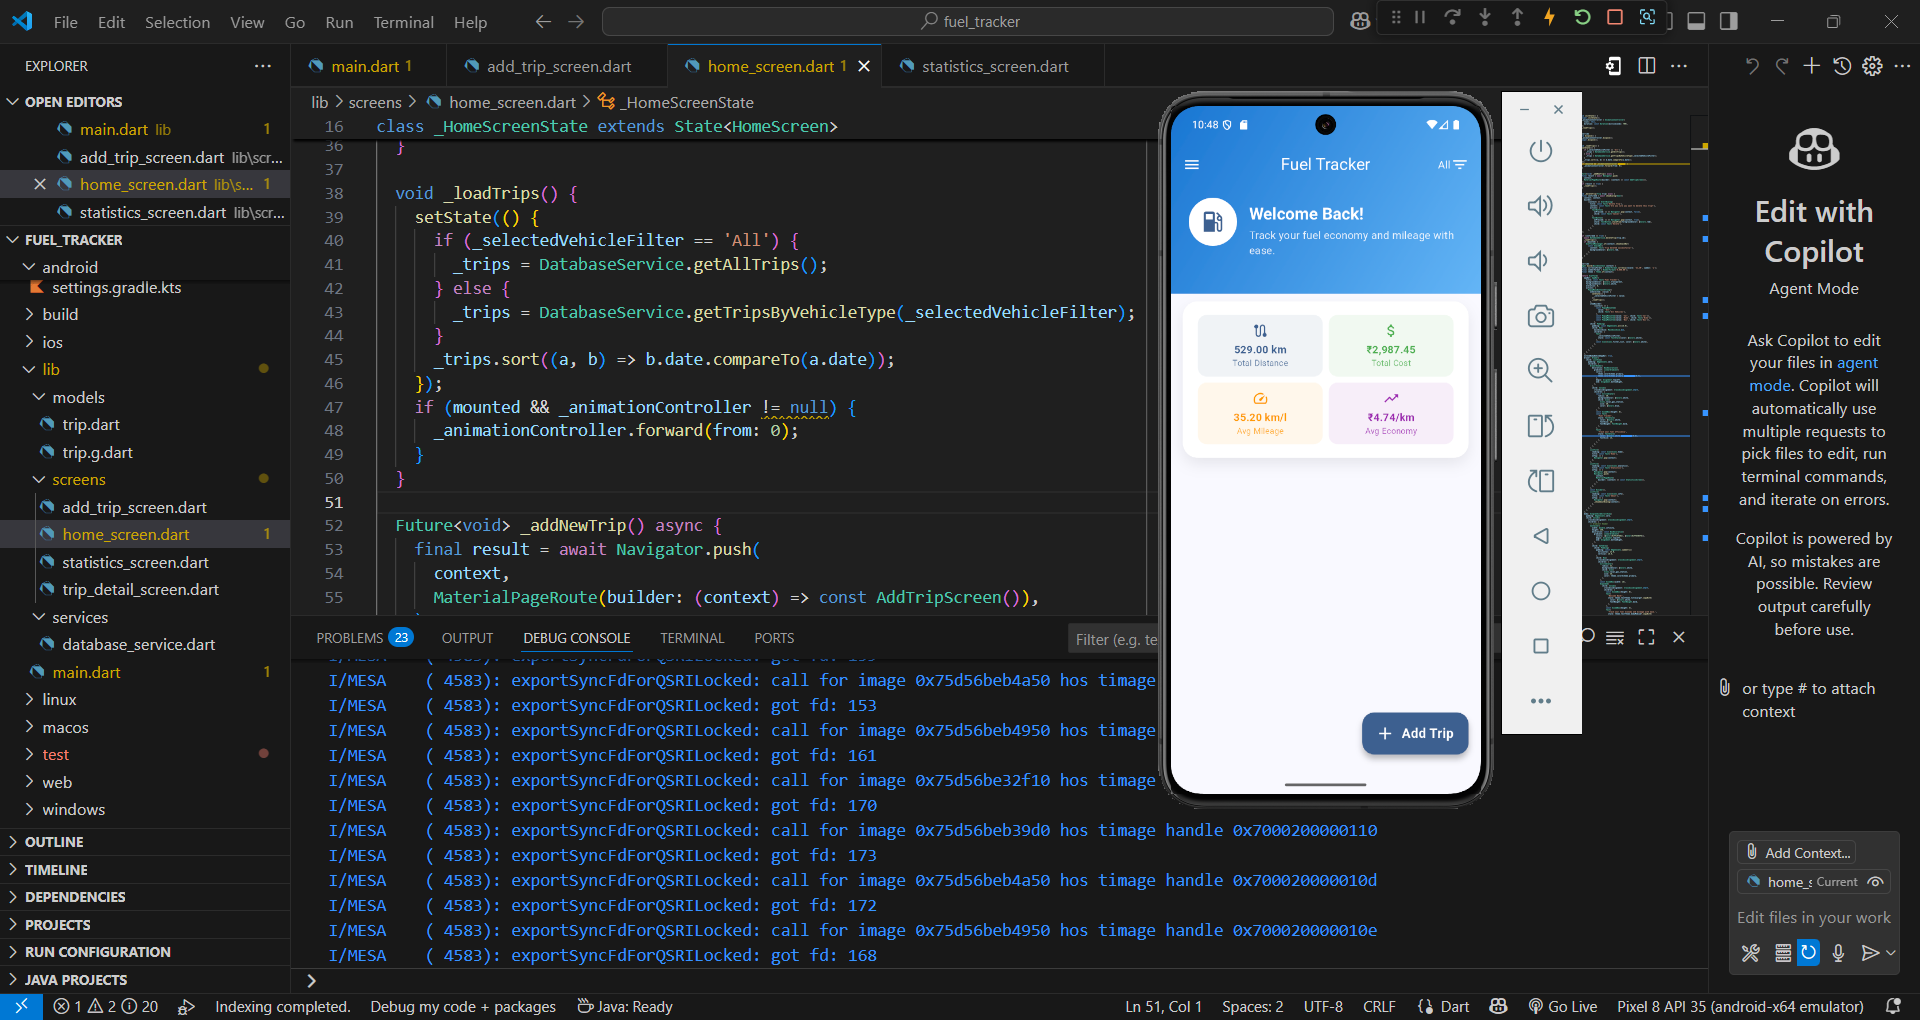 File Edit Selection View Go Run Terminal Help
fuel_tracker
EXPLORER
OPEN EDITORS
main.dart lib 1
add_trip_screen.dart lib\scr...
home_screen.dart lib\s... 1
statistics_screen.dart lib\scr...
FUEL_TRACKER
android
settings.gradle.kts
build
ios
lib
models
trip.dart
trip.g.dart
screens
add_trip_screen.dart
home_screen.dart 1
statistics_screen.dart
trip_detail_screen.dart
services
database_service.dart
main.dart 1
linux
macos
test
web
windows
OUTLINE
TIMELINE
DEPENDENCIES
PROJECTS
RUN CONFIGURATION
JAVA PROJECTS
main.dart 1
add_trip_screen.dart
home_screen.dart 1
statistics_screen.dart
lib > screens > home_screen.dart > _HomeScreenState
16 class _HomeScreenState extends State<HomeScreen>
36 }
37
38 void _loadTrips() {
39 setState(() {
40 if (_selectedVehicleFilter == 'All') {
41 _trips = DatabaseService.getAllTrips();
42 } else {
43 _trips = DatabaseService.getTripsByVehicleType(_selectedVehicleFilter);
44 }
45 _trips.sort((a, b) => b.date.compareTo(a.date));
46 });
47 if (mounted && _animationController != null) {
48 _animationController.forward(from: 0);
49 }
50 }
51
52 Future<void> _addNewTrip() async {
53 final result = await Navigator.push(
54 context,
55 MaterialPageRoute(builder: (context) => const AddTripScreen()),
PROBLEMS 23 OUTPUT DEBUG CONSOLE TERMINAL PORTS
Filter (e.g. te
I/MESA ( 4583): exportSyncFdForQSRILocked: call for image 0x75d56beb4a50 hos timage
I/MESA ( 4583): exportSyncFdForQSRILocked: got fd: 153
I/MESA ( 4583): exportSyncFdForQSRILocked: call for image 0x75d56beb4950 hos timage
I/MESA ( 4583): exportSyncFdForQSRILocked: got fd: 161
I/MESA ( 4583): exportSyncFdForQSRILocked: call for image 0x75d56be32f10 hos timage
I/MESA ( 4583): exportSyncFdForQSRILocked: got fd: 170
I/MESA ( 4583): exportSyncFdForQSRILocked: call for image 0x75d56beb39d0 hos timage handle 0x7000200000110
I/MESA ( 4583): exportSyncFdForQSRILocked: got fd: 173
I/MESA ( 4583): exportSyncFdForQSRILocked: call for image 0x75d56beb4a50 hos timage handle 0x700020000010d
I/MESA ( 4583): exportSyncFdForQSRILocked: got fd: 172
I/MESA ( 4583): exportSyncFdForQSRILocked: call for image 0x75d56beb4950 hos timage handle 0x700020000010e
I/MESA ( 4583): exportSyncFdForQSRILocked: got fd: 168
10:48
Fuel Tracker
All
Welcome Back!
Track your fuel economy and mileage with
ease.
529.00 km
Total Distance
₹2,987.45
Total Cost
35.20 km/l
Avg Mileage
₹4.74/km
Avg Economy
+ Add Trip
Edit with
Copilot
Agent Mode
Ask Copilot to edit
your files in agent
mode. Copilot will
automatically use
multiple requests to
pick files to edit, run
terminal commands,
and iterate on errors.
Copilot is powered by
AI, so mistakes are
possible. Review
output carefully
before use.
or type # to attach
context
Add Context...
home_s Current
Edit files in your work
1 2 20
Indexing completed. Debug my code + packages Java: Ready
Ln 51, Col 1 Spaces: 2 UTF-8 CRLF {} Dart Go Live Pixel 8 API 35 (android-x64 emulator)